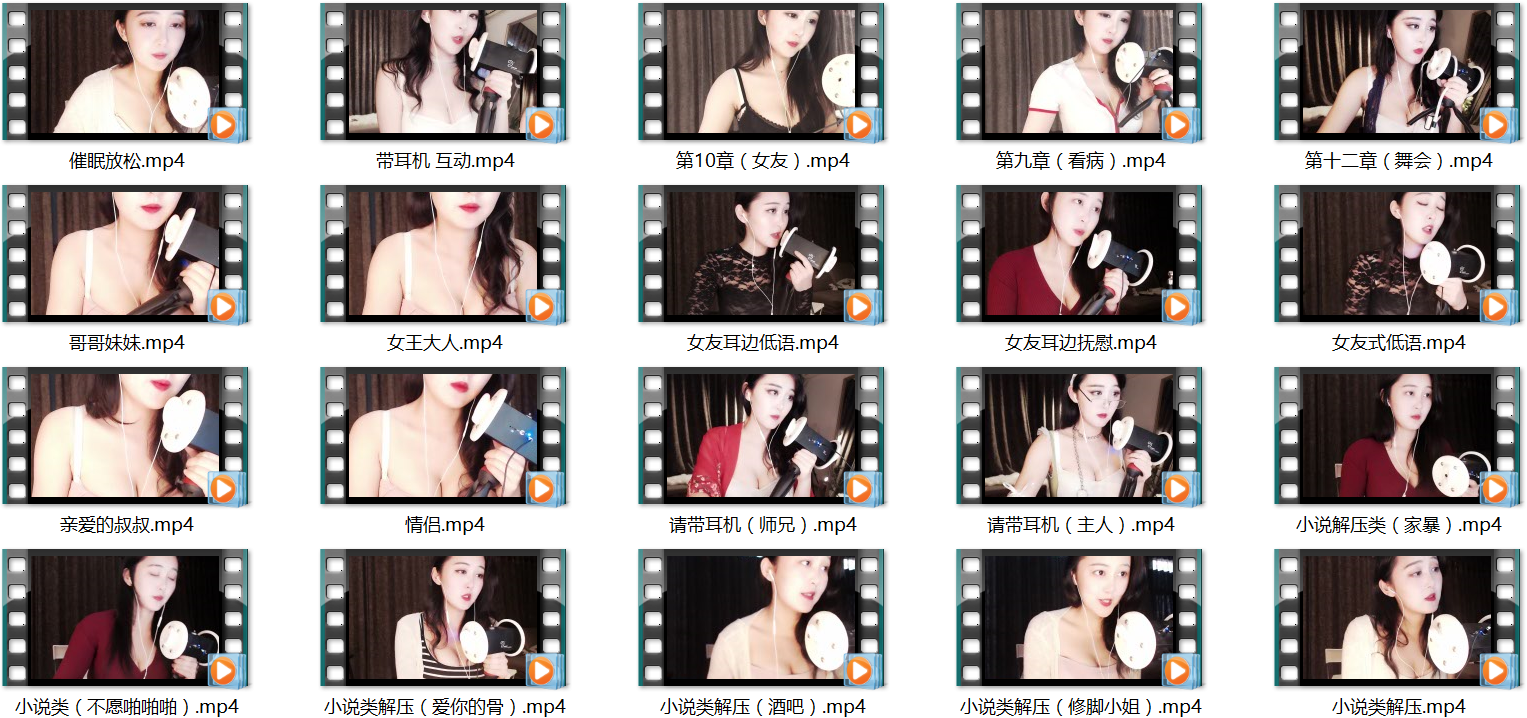 催眠放松.mp4
带耳机 互动.mp4
第10章（女友）.mp4
第九章（看病）.mp4
第十二章（舞会）.mp4
哥哥妹妹.mp4
女王大人.mp4
女友耳边低语.mp4
女友耳边抚慰.mp4
女友式低语.mp4
亲爱的叔叔.mp4
情侣.mp4
请带耳机（师兄）.mp4
请带耳机（主人）.mp4
小说解压类（家暴）.mp4
小说类（不愿啪啪啪）.mp4
小说类解压（爱你的骨）.mp4
小说类解压（酒吧）.mp4
小说类解压（修脚小姐）.mp4
小说类解压.mp4